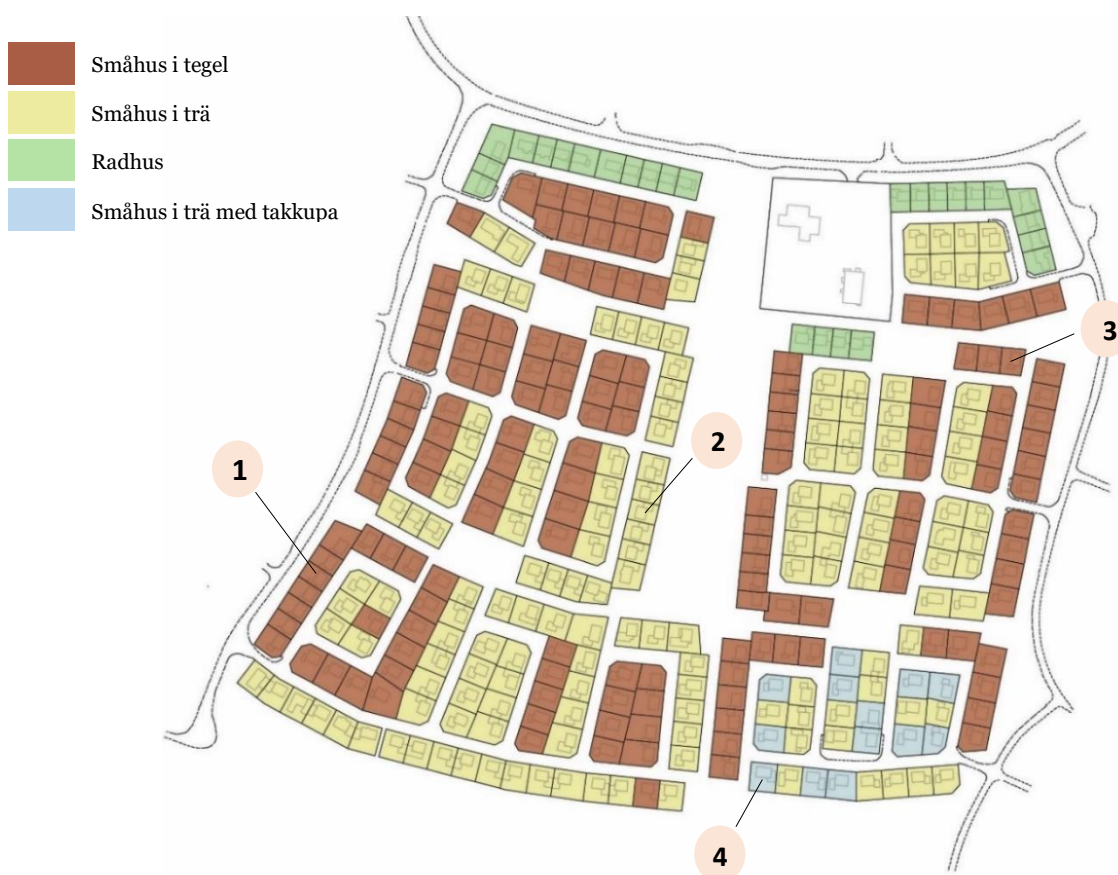 Småhus i tegel
Småhus i trä
Radhus
Småhus i trä med takkupa
3
2
1
4